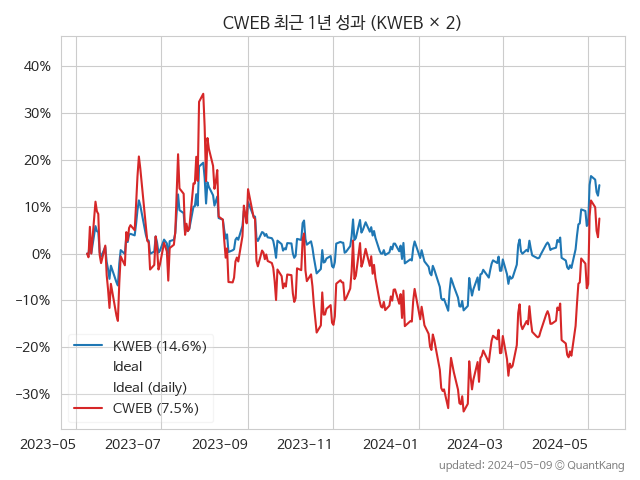 CWEB 최근 1년 성과 (KWEB × 2)
40%
30%
20%
10%
0%
−10%
−20%
−30%
KWEB (14.6%)
Ideal
Ideal (daily)
CWEB (7.5%)
2023-05
2023-07
2023-09
2023-11
2024-01
2024-03
2024-05
updated: 2024-05-09 © QuantKang